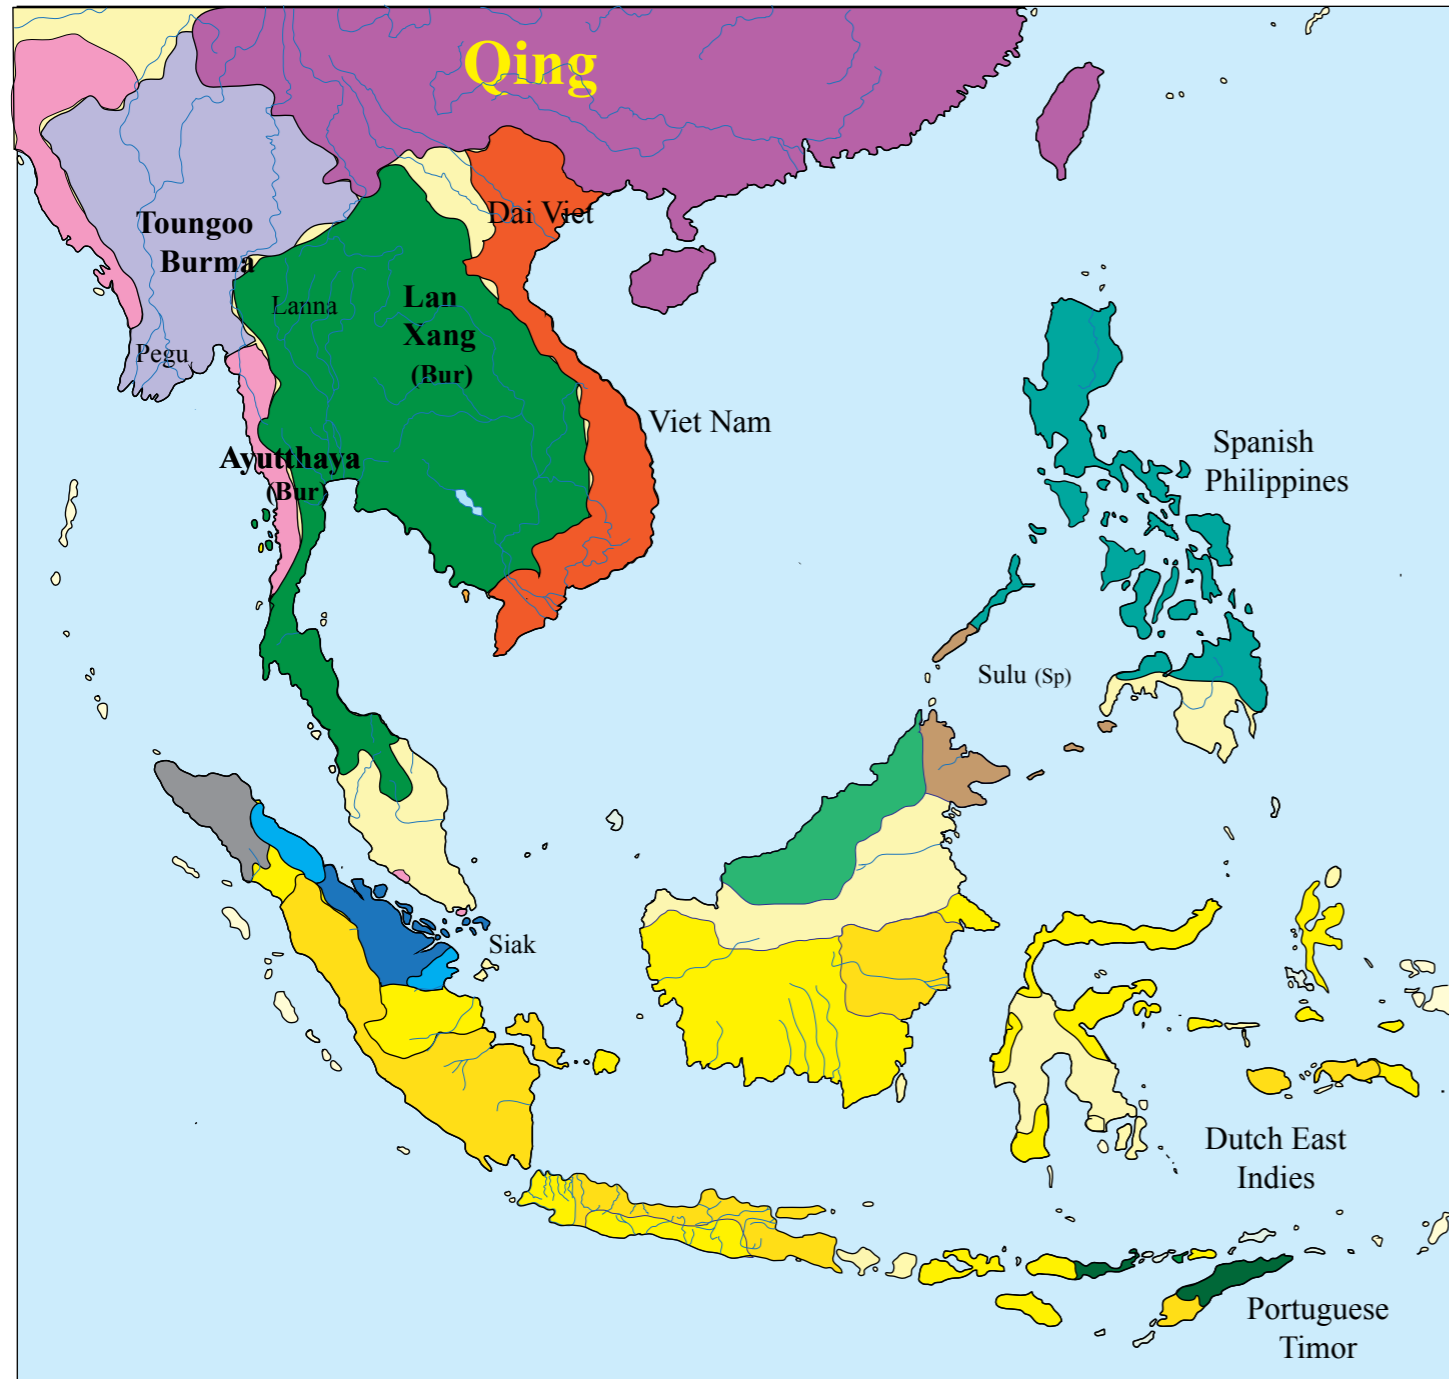 Qing
Toungoo
Burma
Dai Viet
Lanna
Lan
Xang
(Bur)
Pegu
Viet Nam
Ayutthaya
(Bur)
Spanish
Philippines
Sulu (Sp)
Siak
Dutch East
Indies
Portuguese
Timor